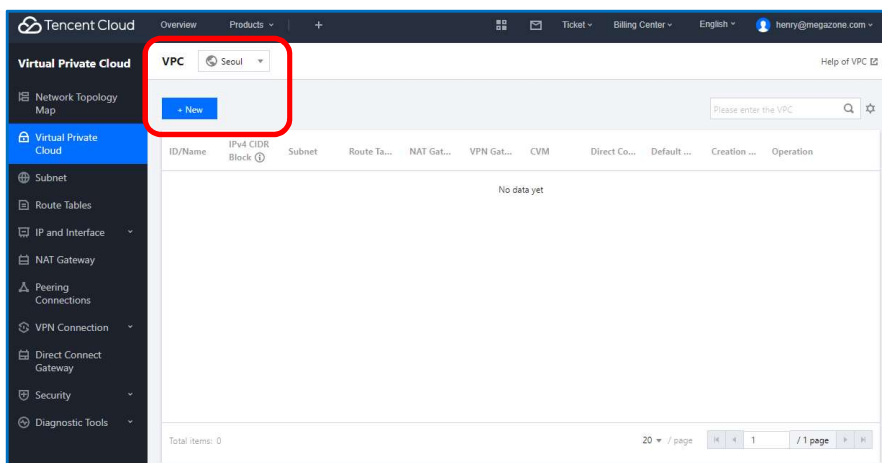 Tencent Cloud Overview Products + Ticket Billing Center English henry@megazone.com
Virtual Private Cloud
VPC Seoul Help of VPC
Network Topology
Map
+ New Please enter the VPC
Virtual Private
Cloud
ID/Name IPv4 CIDR
Block Subnet Route Ta... NAT Gat... VPN Gat... CVM Direct Co... Default ... Creation ... Operation
Subnet
No data yet
Route Tables
IP and Interface
NAT Gateway
Peering
Connections
VPN Connection
Direct Connect
Gateway
Security
Diagnostic Tools
Total items: 0 20 / page 1 / 1 page